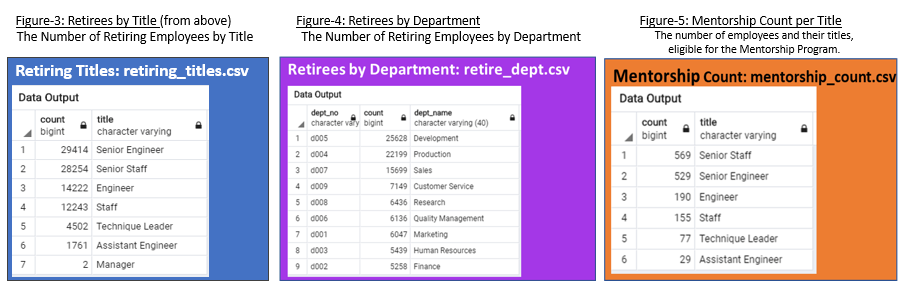 Figure-3: Retirees by Title (from above)
The Number of Retiring Employees by Title
Retiring Titles: retiring_titles.csv
Data Output
count bigint title character varying
1 29414 Senior Engineer
2 28254 Senior Staff
3 14222 Engineer
4 12243 Staff
5 4502 Technique Leader
6 1761 Assistant Engineer
7 2 Manager
Figure-4: Retirees by Department
The Number of Retiring Employees by Department
Retirees by Department: retire_dept.csv
Data Output
dept_no character vary count bigint dept_name character varying (40)
1 d005 25628 Development
2 d004 22199 Production
3 d007 15699 Sales
4 d009 7149 Customer Service
5 d008 6436 Research
6 d006 6136 Quality Management
7 d001 6047 Marketing
8 d003 5439 Human Resources
9 d002 5258 Finance
Figure-5: Mentorship Count per Title
The number of employees and their titles,
eligible for the Mentorship Program.
Mentorship Count: mentorship_count.csv
Data Output
count bigint title character varying
1 569 Senior Staff
2 529 Senior Engineer
3 190 Engineer
4 155 Staff
5 77 Technique Leader
6 29 Assistant Engineer